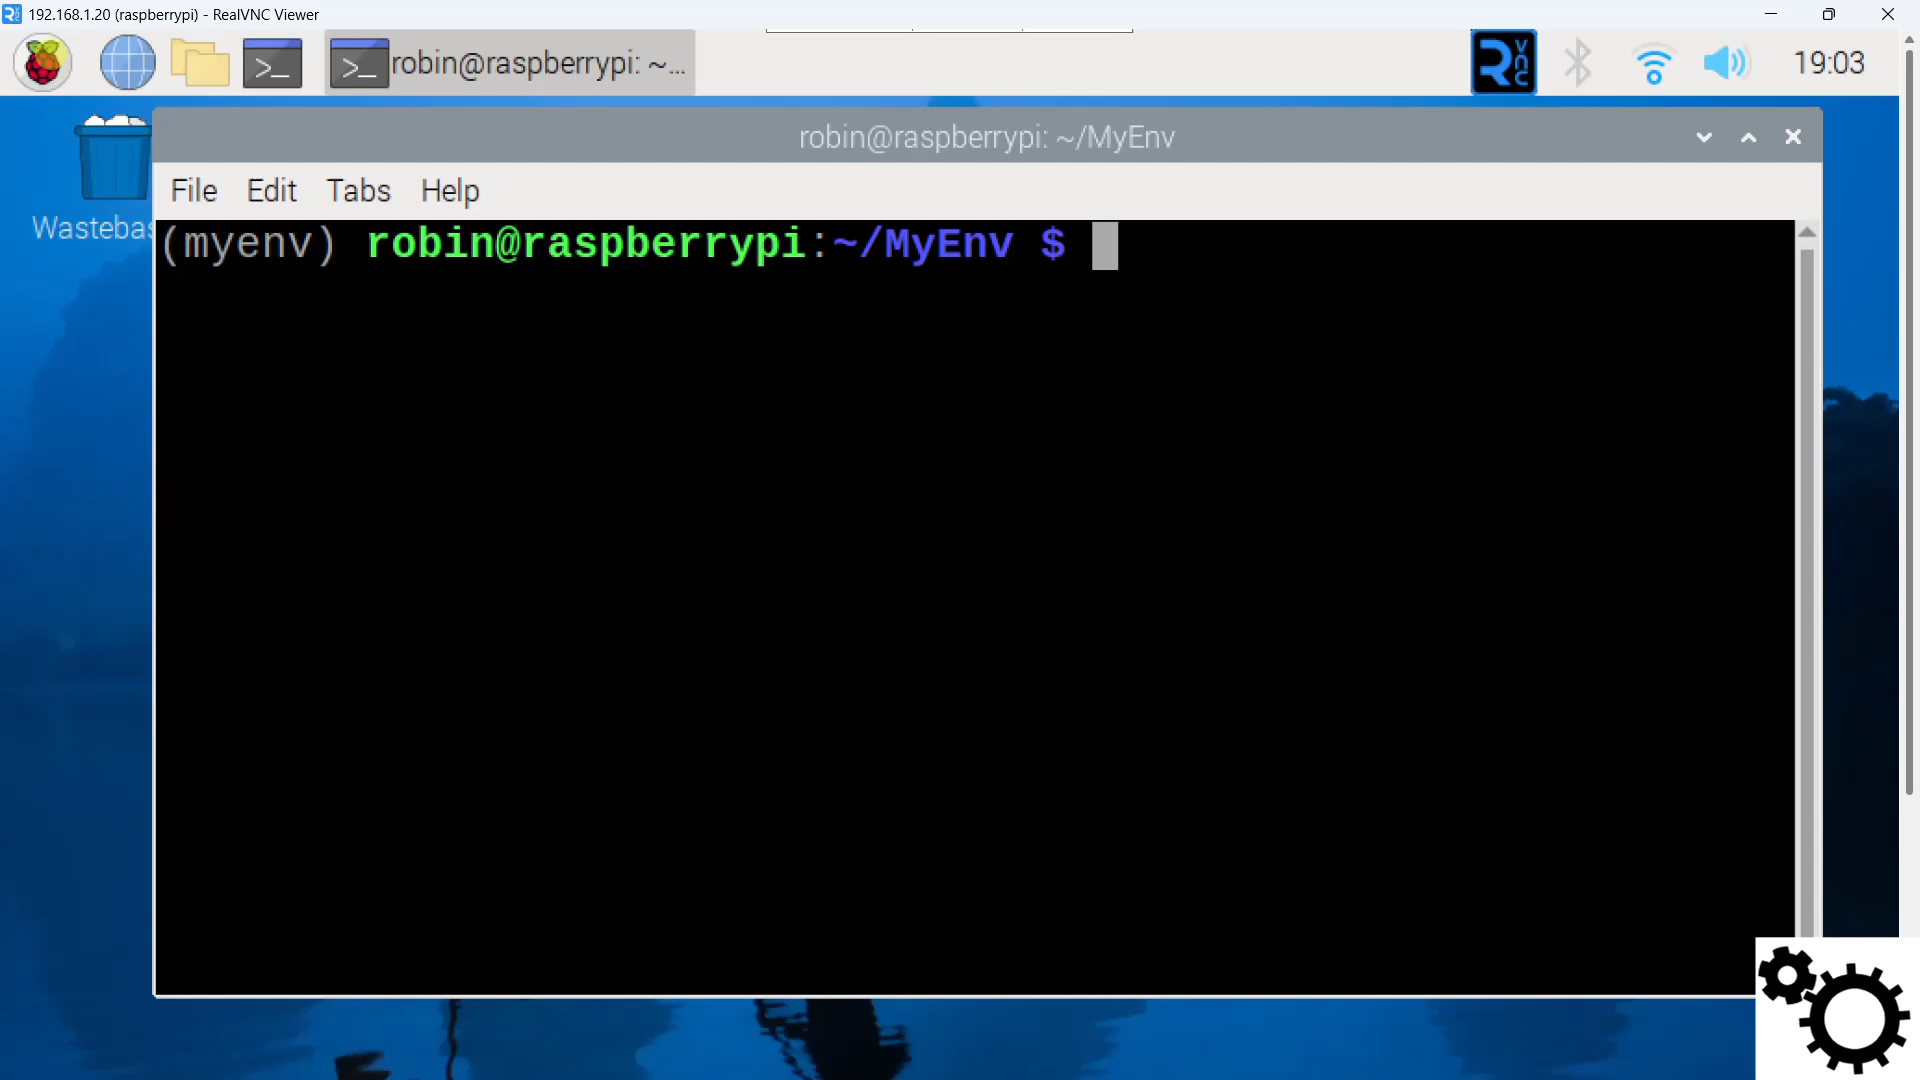 192.168.1.20 (raspberrypi) - RealVNC Viewer
robin@raspberrypi: ~...
19:03
robin@raspberrypi: ~/MyEnv
File Edit Tabs Help
Wastebas
(myenv) robin@raspberrypi:~/MyEnv $